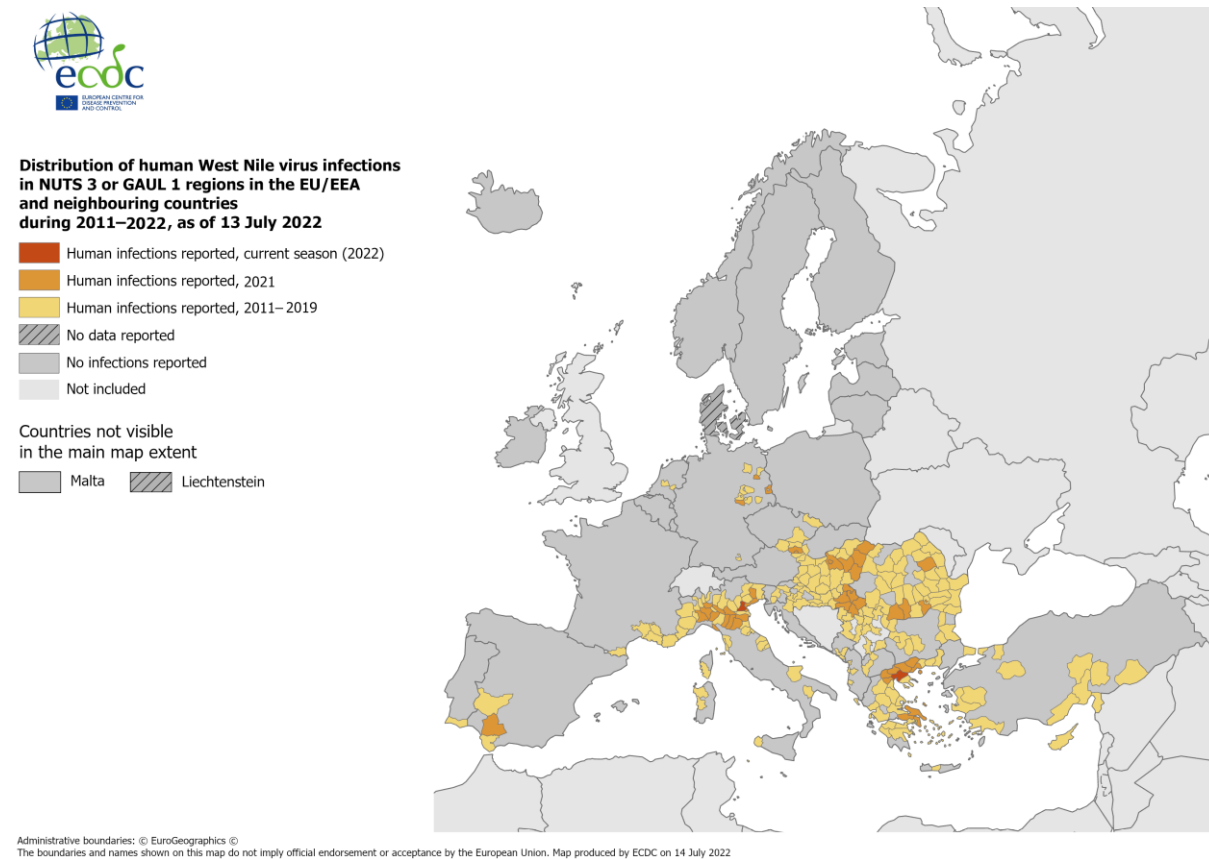 ecdc
EUROPEAN CENTRE FOR
DISEASE PREVENTION
AND CONTROL
Distribution of human West Nile virus infections
in NUTS 3 or GAUL 1 regions in the EU/EEA
and neighbouring countries
during 2011–2022, as of 13 July 2022
Human infections reported, current season (2022)
Human infections reported, 2021
Human infections reported, 2011–2019
No data reported
No infections reported
Not included
Countries not visible
in the main map extent
Malta
Liechtenstein
Administrative boundaries: © EuroGeographics ©
The boundaries and names shown on this map do not imply official endorsement or acceptance by the European Union. Map produced by ECDC on 14 July 2022